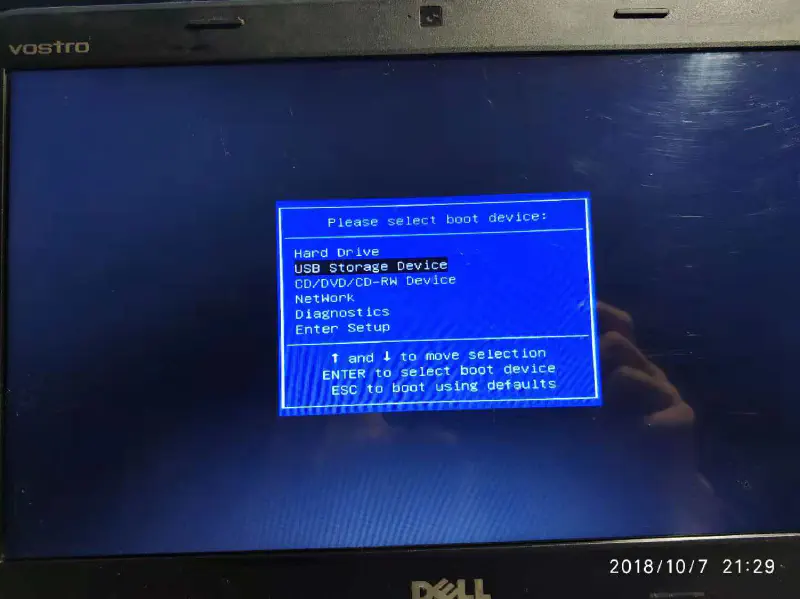 vostro
Please select boot device:
Hard Drive
USB Storage Device
CD/DVD/CD-RW Device
Network
Diagnostics
Enter Setup
↑ and ↓ to move selection
ENTER to select boot device
ESC to boot using defaults
2018/10/7 21:29
DELL